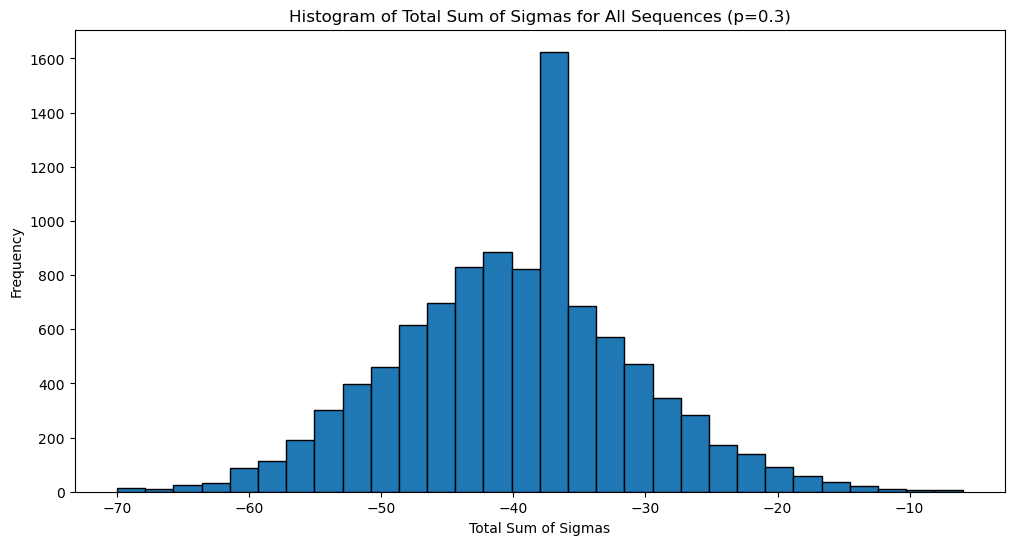 Histogram of Total Sum of Sigmas for All Sequences (p=0.3)
1600
1400
1200
1000
800
600
400
200
0
Frequency
−70 −60 −50 −40 −30 −20 −10
Total Sum of Sigmas